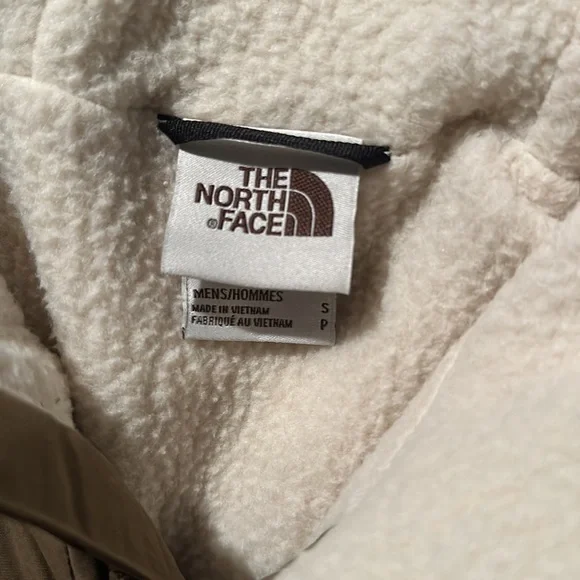 THE
NORTH
®FACE
MENS/HOMMES S
MADE IN VIETNAM
FABRIQUÉ AU VIETNAM P